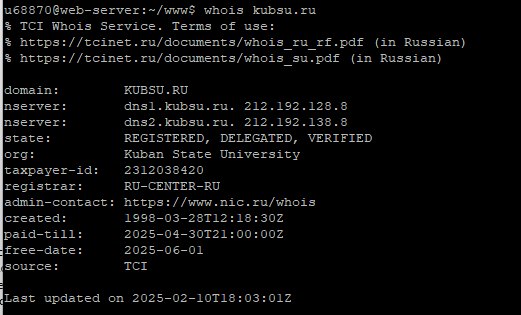 u68870@web-server:~/www$ whois kubsu.ru
% TCI Whois Service. Terms of use:
% https://tcinet.ru/documents/whois_ru_rf.pdf (in Russian)
% https://tcinet.ru/documents/whois_su.pdf (in Russian)

domain:        KUBSU.RU
nserver:       dns1.kubsu.ru. 212.192.128.8
nserver:       dns2.kubsu.ru. 212.192.138.8
state:         REGISTERED, DELEGATED, VERIFIED
org:           Kuban State University
taxpayer-id:   2312038420
registrar:     RU-CENTER-RU
admin-contact: https://www.nic.ru/whois
created:       1998-03-28T12:18:30Z
paid-till:     2025-04-30T21:00:00Z
free-date:     2025-06-01
source:        TCI

Last updated on 2025-02-10T18:03:01Z